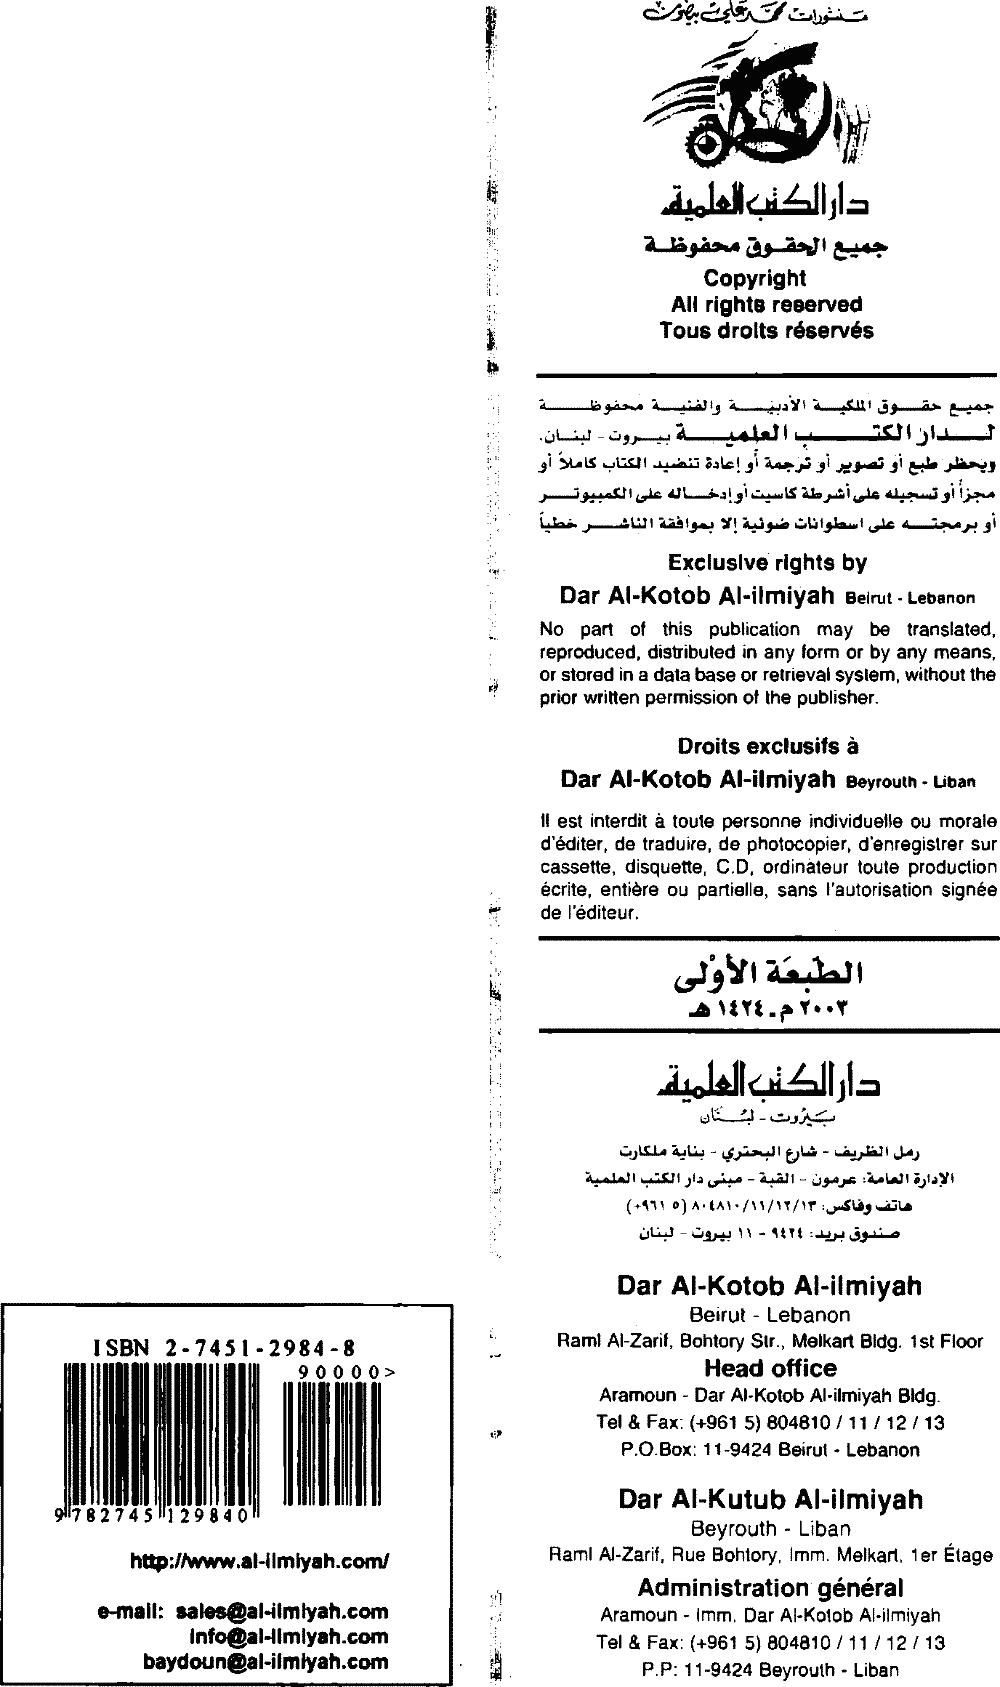 منشورات محمد علي بيضون
دار الكتب العلمية
جميع الحقوق محفوظة
Copyright
All rights reserved
Tous droits réservés
جميع حقوق الملكية الأدبية والفنية محفوظة
لدار الكتب العلمية بيروت - لبنان.
ويحظر طبع أو تصوير أو ترجمة أو إعادة تنضيد الكتاب كاملاً أو
مجزأ أو تسجيله على أشرطة كاسيت أو إدخاله على الكمبيوتر
أو برمجته على اسطوانات ضوئية إلا بموافقة الناشر خطياً
Exclusive rights by
Dar Al-Kotob Al-ilmiyah Beirut - Lebanon
No part of this publication may be translated,
reproduced, distributed in any form or by any means,
or stored in a data base or retrieval system, without the
prior written permission of the publisher.
Droits exclusifs à
Dar Al-Kotob Al-ilmiyah Beyrouth - Liban
Il est interdit à toute personne individuelle ou morale
d'éditer, de traduire, de photocopier, d'enregistrer sur
cassette, disquette, C.D, ordinateur toute production
écrite, entière ou partielle, sans l'autorisation signée
de l'éditeur.
الطبعة الأولى
٢٠٠٣ م - ١٤٢٤ هـ
دار الكتب العلمية
بيروت - لبنان
رمل الظريف - شارع البحتري - بناية ملكارت
الإدارة العامة: عرمون - القبة - مبنى دار الكتب العلمية
هاتف وفاكس: ٨٠٤٨١٠/١١/١٢/١٣ (٥ ٩٦١+)
صندوق بريد: ٩٤٢٤ - ١١ بيروت - لبنان
Dar Al-Kotob Al-ilmiyah
Beirut - Lebanon
Raml Al-Zarif, Bohtory Str., Melkart Bldg. 1st Floor
Head office
Aramoun - Dar Al-Kotob Al-ilmiyah Bldg.
Tel & Fax: (+961 5) 804810 / 11 / 12 / 13
P.O.Box: 11-9424 Beirut - Lebanon
Dar Al-Kutub Al-ilmiyah
Beyrouth - Liban
Raml Al-Zarif, Rue Bohtory, Imm. Melkart, 1er Étage
Administration général
Aramoun - Imm. Dar Al-Kotob Al-ilmiyah
Tel & Fax: (+961 5) 804810 / 11 / 12 / 13
P.P: 11-9424 Beyrouth - Liban
ISBN 2-7451-2984-8
90000>
9 782745 129840
http://www.al-ilmiyah.com/
e-mail: sales@al-ilmiyah.com
info@al-ilmiyah.com
baydoun@al-ilmiyah.com